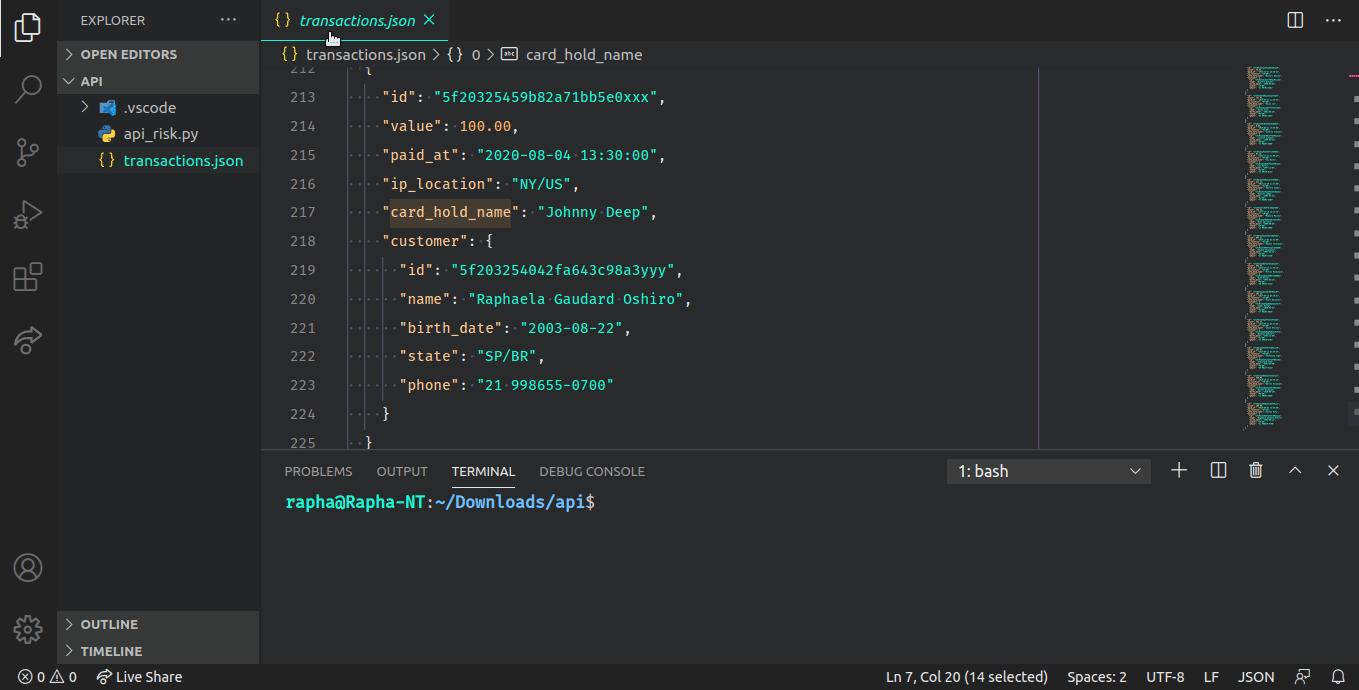 EXPLORER ···
{} transactions.json ×
OPEN EDITORS
API
.vscode
api_risk.py
{} transactions.json
OUTLINE
TIMELINE
{} transactions.json > {} 0 > abc card_hold_name
212 {
213 "id": "5f20325459b82a71bb5e0xxx",
214 "value": 100.00,
215 "paid_at": "2020-08-04 13:30:00",
216 "ip_location": "NY/US",
217 "card_hold_name": "Johnny Deep",
218 "customer": {
219 "id": "5f203254042fa643c98a3yyy",
220 "name": "Raphaela Gaudard Oshiro",
221 "birth_date": "2003-08-22",
222 "state": "SP/BR",
223 "phone": "21 998655-0700"
224 }
225 }
PROBLEMS OUTPUT TERMINAL DEBUG CONSOLE 1: bash
rapha@Rapha-NT:~/Downloads/api$
0 0 Live Share Ln 7, Col 20 (14 selected) Spaces: 2 UTF-8 LF JSON